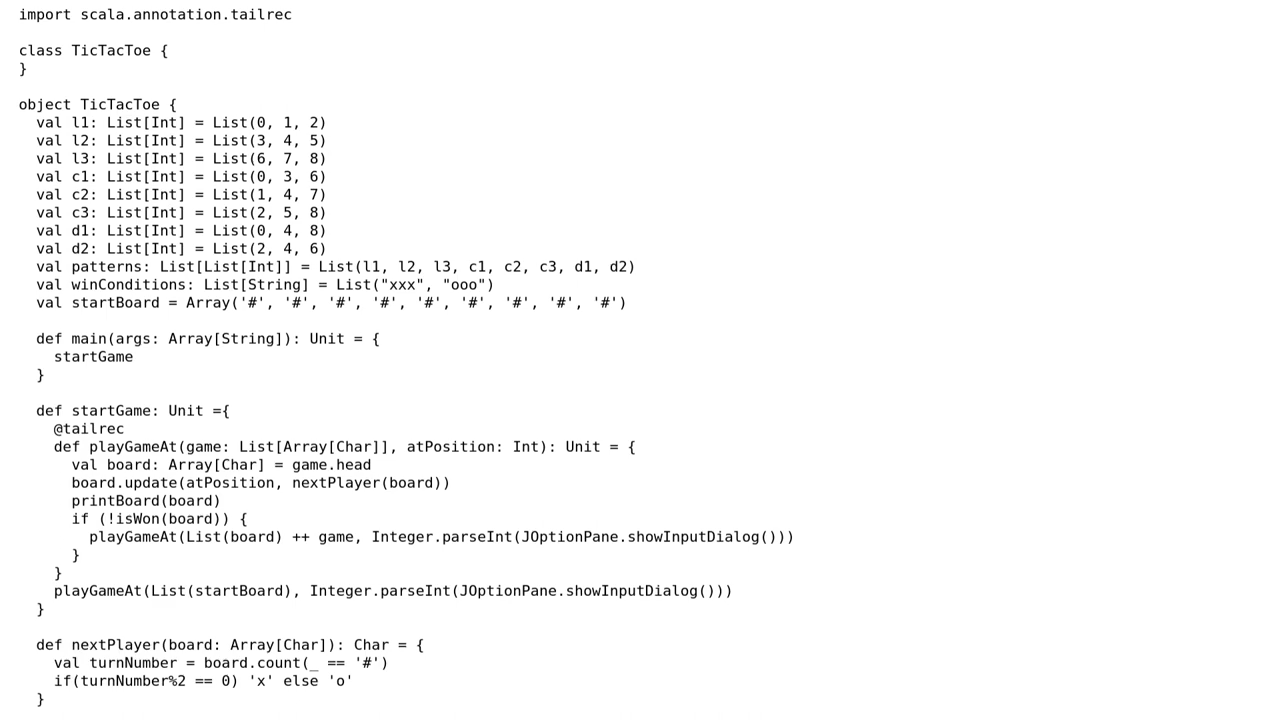 import scala.annotation.tailrec

class TicTacToe {
}

object TicTacToe {
  val l1: List[Int] = List(0, 1, 2)
  val l2: List[Int] = List(3, 4, 5)
  val l3: List[Int] = List(6, 7, 8)
  val c1: List[Int] = List(0, 3, 6)
  val c2: List[Int] = List(1, 4, 7)
  val c3: List[Int] = List(2, 5, 8)
  val d1: List[Int] = List(0, 4, 8)
  val d2: List[Int] = List(2, 4, 6)
  val patterns: List[List[Int]] = List(l1, l2, l3, c1, c2, c3, d1, d2)
  val winConditions: List[String] = List("xxx", "ooo")
  val startBoard = Array('#', '#', '#', '#', '#', '#', '#', '#', '#')

  def main(args: Array[String]): Unit = {
    startGame
  }

  def startGame: Unit ={
    @tailrec
    def playGameAt(game: List[Array[Char]], atPosition: Int): Unit = {
      val board: Array[Char] = game.head
      board.update(atPosition, nextPlayer(board))
      printBoard(board)
      if (!isWon(board)) {
        playGameAt(List(board) ++ game, Integer.parseInt(JOptionPane.showInputDialog()))
      }
    }
    playGameAt(List(startBoard), Integer.parseInt(JOptionPane.showInputDialog()))
  }

  def nextPlayer(board: Array[Char]): Char = {
    val turnNumber = board.count(_ == '#')
    if(turnNumber%2 == 0) 'x' else 'o'
  }